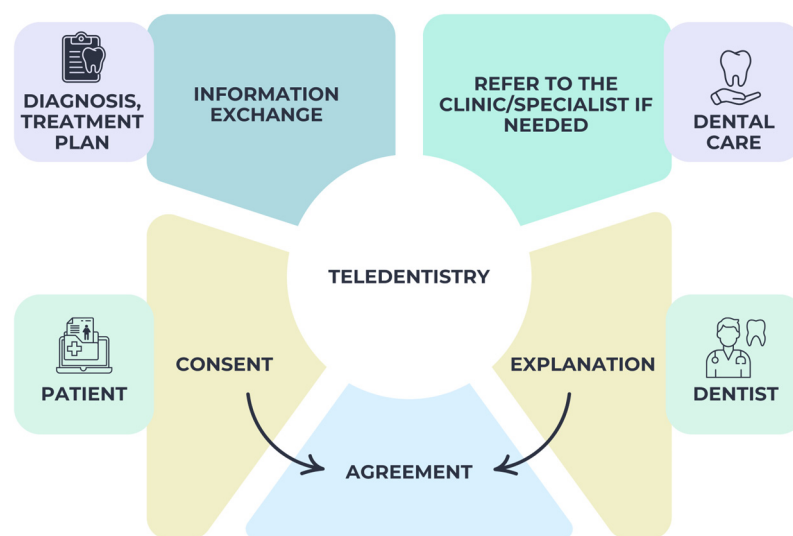 DIAGNOSIS,
TREATMENT
PLAN
INFORMATION
EXCHANGE
REFER TO THE
CLINIC/SPECIALIST IF
NEEDED
DENTAL
CARE
TELEDENTISTRY
PATIENT
CONSENT
EXPLANATION
DENTIST
AGREEMENT